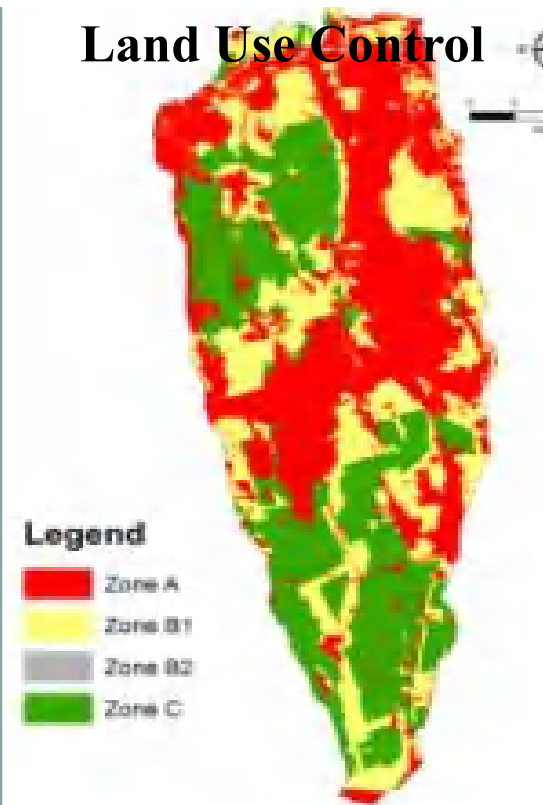 Land Use Control
Legend
Zone A
Zone B1
Zone B2
Zone C